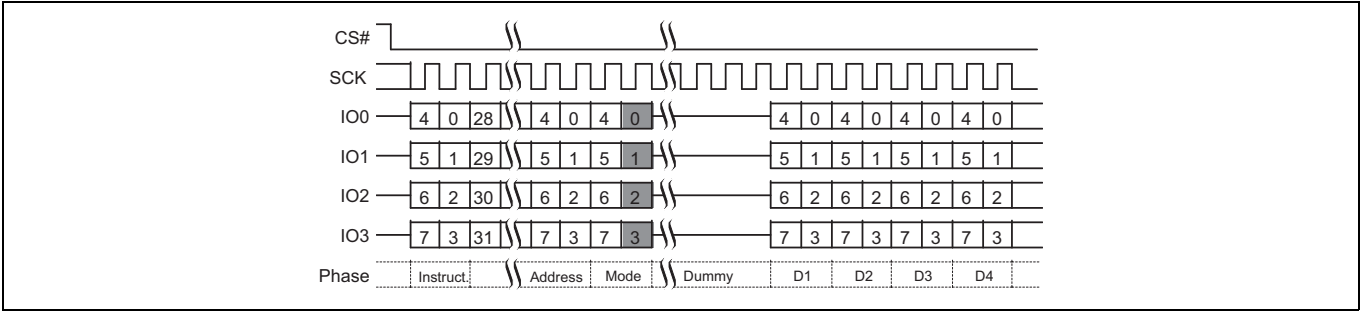 CS#
SCK
IO0 4 0 28 4 0 4 0 4 0 4 0 4 0 4 0
IO1 5 1 29 5 1 5 1 5 1 5 1 5 1 5 1
IO2 6 2 30 6 2 6 2 6 2 6 2 6 2 6 2
IO3 7 3 31 7 3 7 3 7 3 7 3 7 3 7 3
Phase Instruct. Address Mode Dummy D1 D2 D3 D4